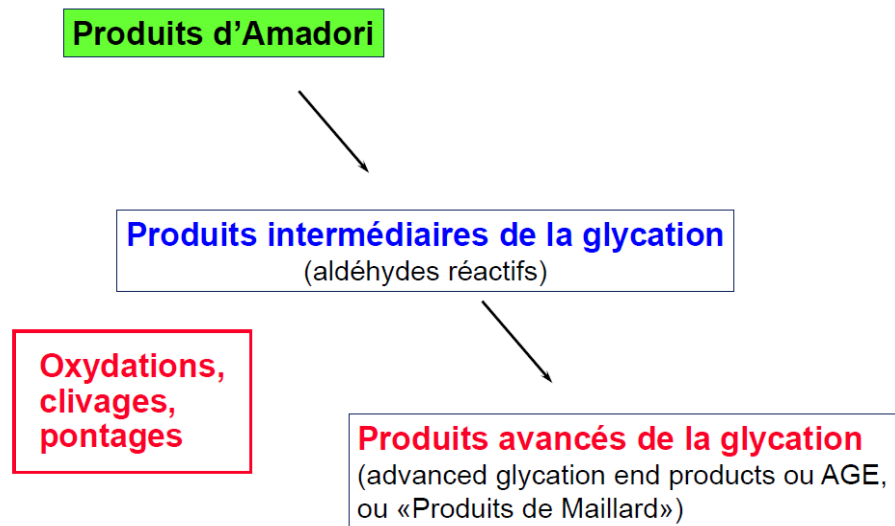 Produits d'Amadori
Produits intermédiaires de la glycation
(aldéhydes réactifs)
Oxydations,
clivages,
pontages
Produits avancés de la glycation
(advanced glycation end products ou AGE,
ou «Produits de Maillard»)